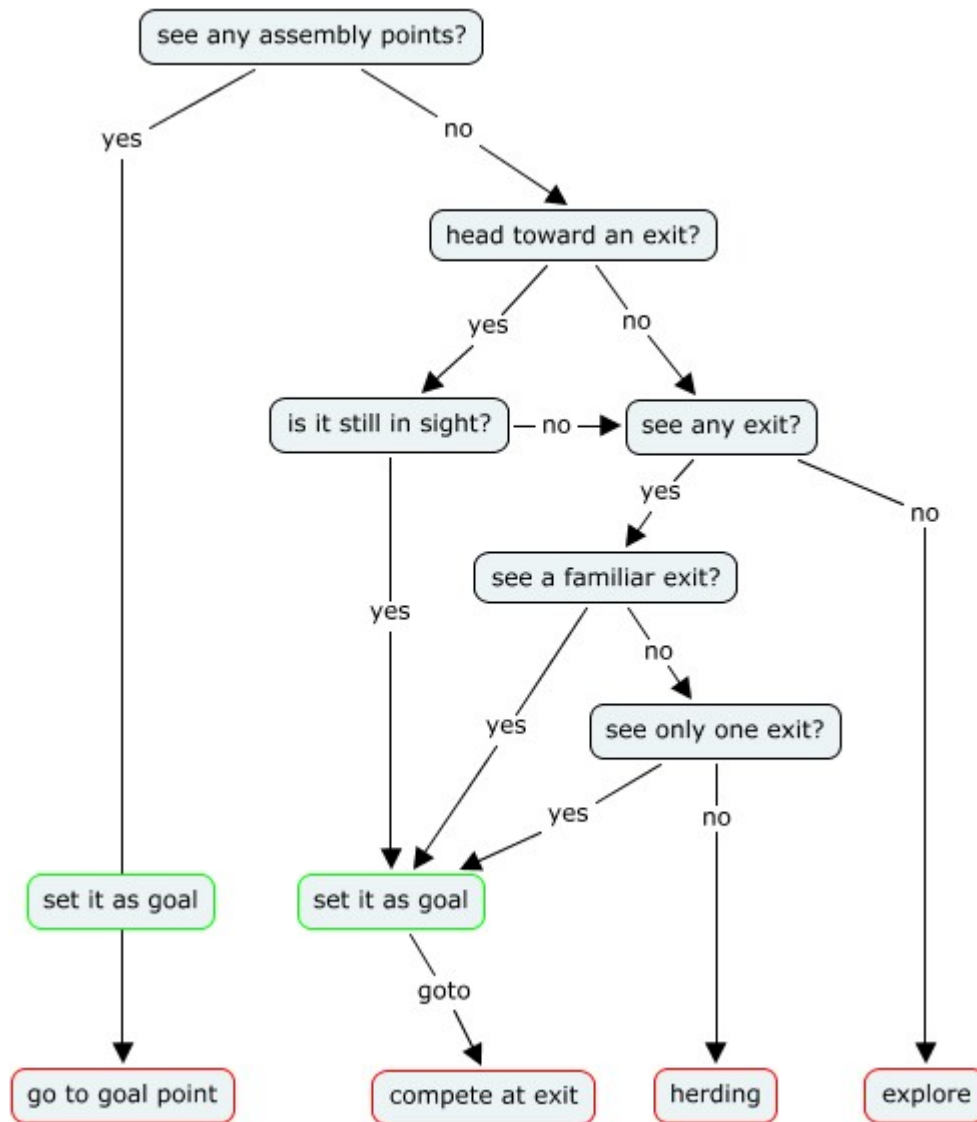 see any assembly points?
yes
no
head toward an exit?
yes
no
is it still in sight?
no
see any exit?
yes
no
see a familiar exit?
yes
no
yes
see only one exit?
yes
no
set it as goal
set it as goal
goto
go to goal point
compete at exit
herding
explore